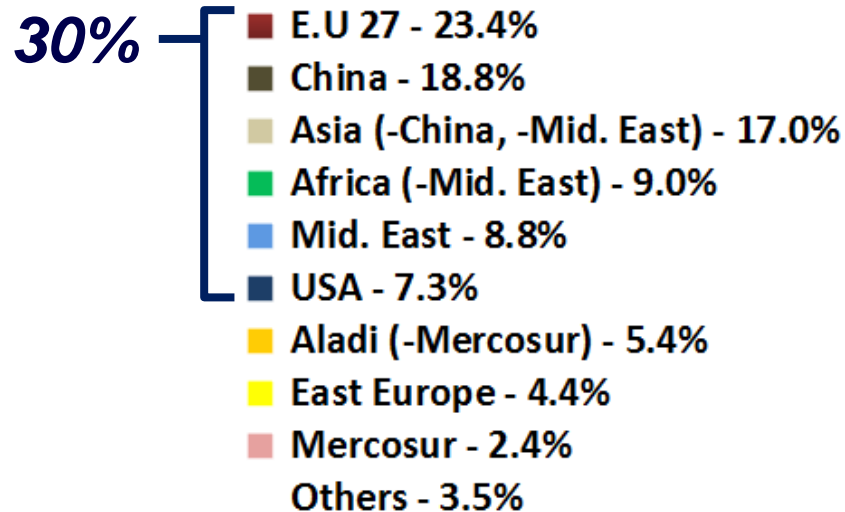 30%
E.U 27 - 23.4%
China - 18.8%
Asia (-China, -Mid. East) - 17.0%
Africa (-Mid. East) - 9.0%
Mid. East - 8.8%
USA - 7.3%
Aladi (-Mercosur) - 5.4%
East Europe - 4.4%
Mercosur - 2.4%
Others - 3.5%